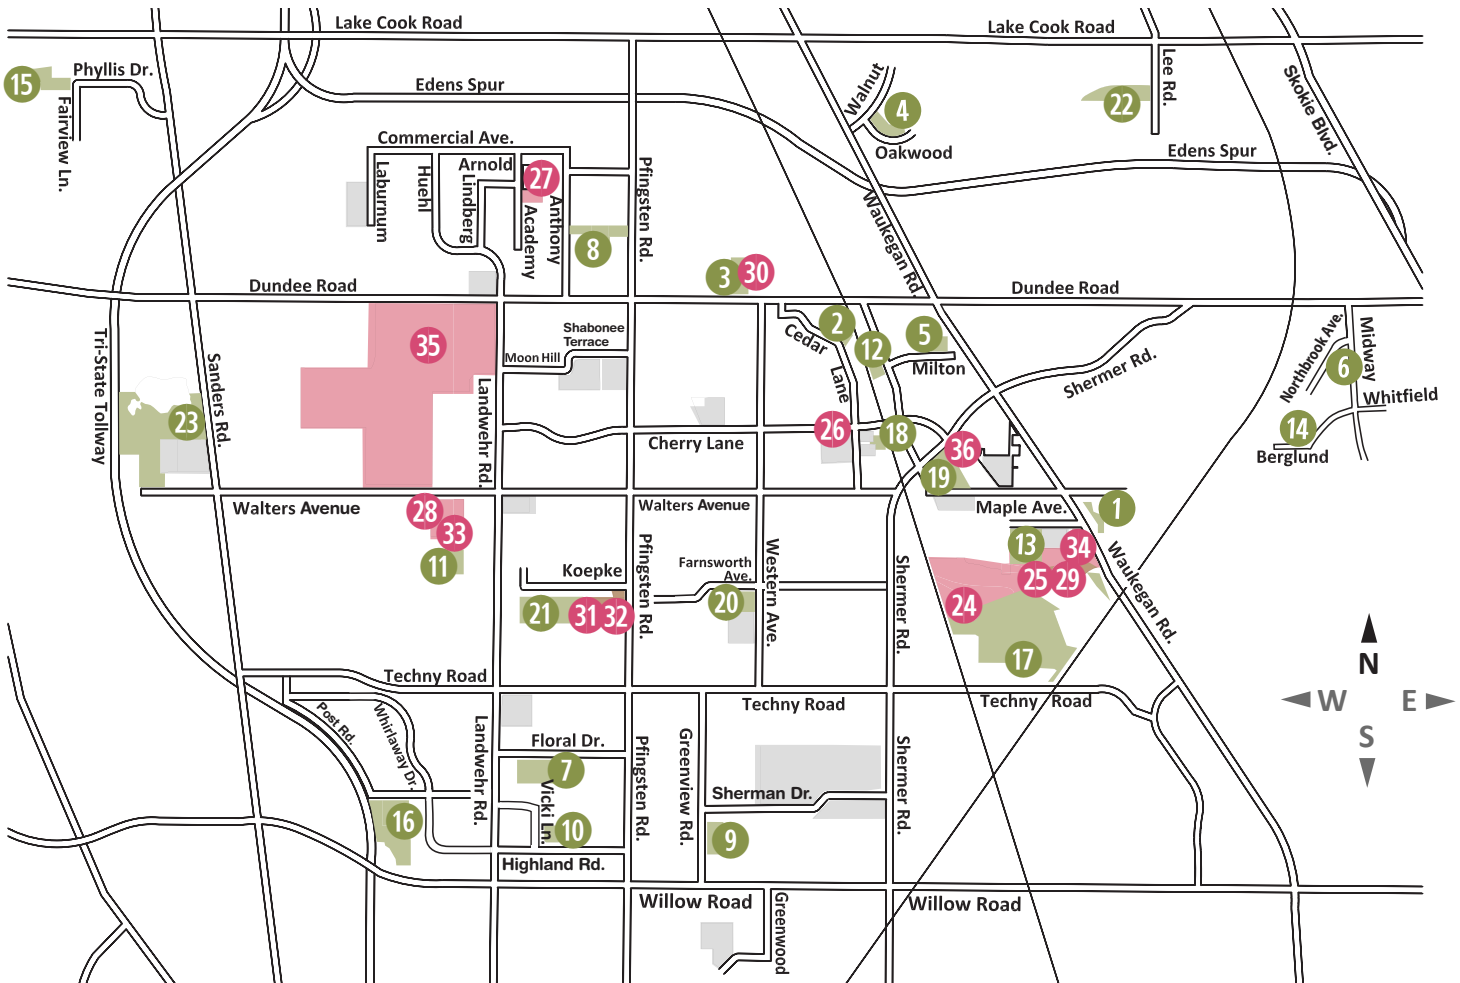 Lake Cook Road
Lake Cook Road
Phyllis Dr.
15
Fairview Ln.
Edens Spur
Walnut
4
Oakwood
22
Lee Rd.
Skokie Blvd.
Edens Spur
Commercial Ave.
Arnold
27
Laburnum
Huehl
Lindberg
Academy
Anthony
Pfingsten Rd.
8
Waukegan Rd.
3
30
Dundee Road
Dundee Road
Tri-State Tollway
Sanders Rd.
35
Shabonee
Terrace
Moon Hill
Landwehr Rd.
Cedar
Lane
2
12
5
Milton
Shermer Rd.
Northbrook Ave.
Midway
6
Whitfield
14
Berglund
23
Cherry Lane
26
18
36
19
Walters Avenue
Walters Avenue
Maple Ave.
1
28
33
11
13
34
25
29
24
17
Waukegan Rd.
Koepke
Pfingsten Rd.
Farnsworth
Ave.
Western Ave.
Shermer Rd.
21
31
32
20
N
W
E
S
Techny Road
Techny Road
Techny Road
Post Rd.
Whirlaway Dr.
Landwehr Rd.
Floral Dr.
7
Vicki Ln.
10
Pfingsten Rd.
Greenview Rd.
Sherman Dr.
Shermer Rd.
16
9
Highland Rd.
Willow Road
Willow Road
Greenwood